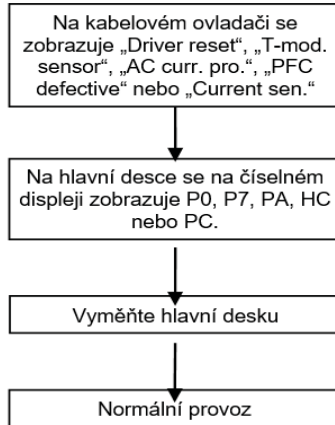 Na kabelovém ovladači se
zobrazuje „Driver reset“, „T-mod.
sensor“, „AC curr. pro.“, „PFC
defective“ nebo „Current sen.“
Na hlavní desce se na číselném
displeji zobrazuje P0, P7, PA, HC
nebo PC.
Vyměňte hlavní desku
Normální provoz